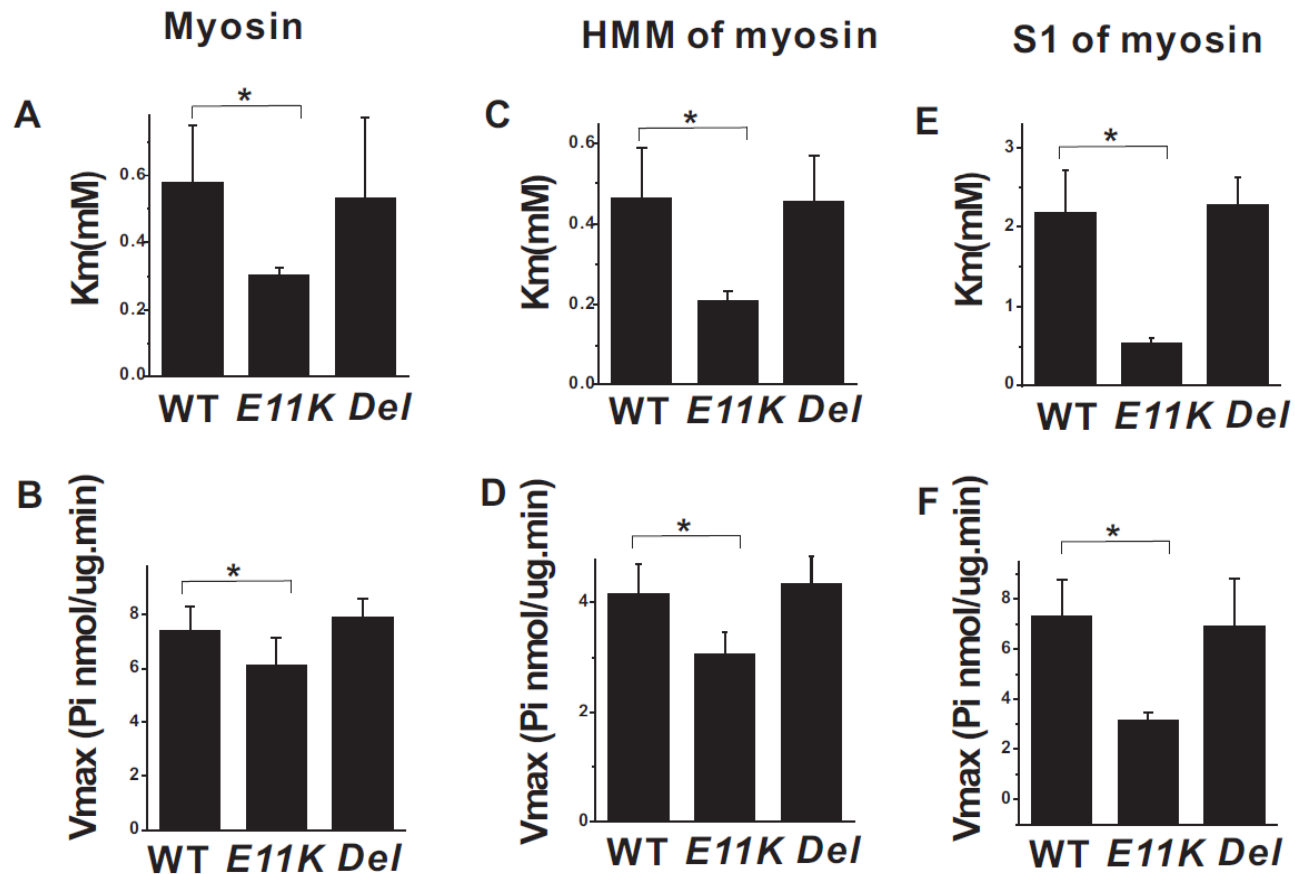 Myosin
HMM of myosin
S1 of myosin
A
*
Km(mM)
0.6
0.4
0.2
0.0
WT E11K Del
C
*
Km(mM)
0.6
0.4
0.2
0.0
WT E11K Del
E
*
Km(mM)
3
2
1
0
WT E11K Del
B
*
Vmax (Pi nmol/ug.min)
8
6
4
2
0
WT E11K Del
D
*
Vmax (Pi nmol/ug.min)
4
2
0
WT E11K Del
F
*
Vmax (Pi nmol/ug.min)
8
6
4
2
0
WT E11K Del